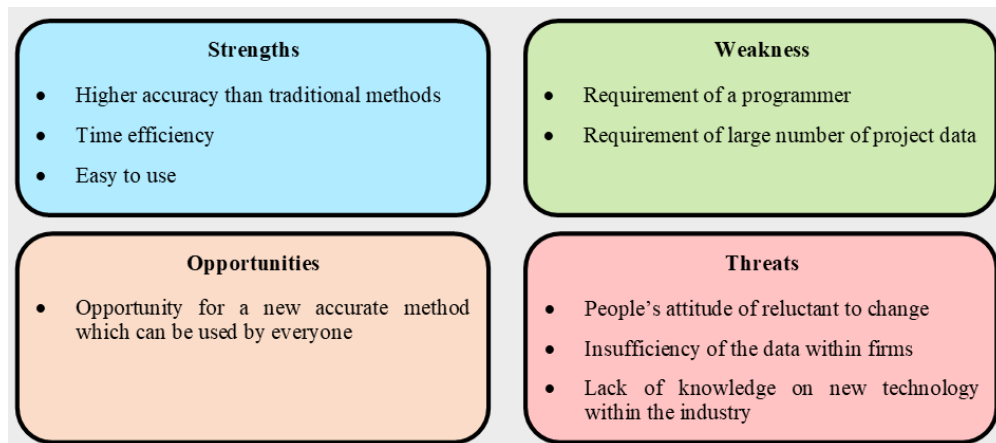 Strengths
• Higher accuracy than traditional methods
• Time efficiency
• Easy to use
Weakness
• Requirement of a programmer
• Requirement of large number of project data
Opportunities
• Opportunity for a new accurate method
which can be used by everyone
Threats
• People’s attitude of reluctant to change
• Insufficiency of the data within firms
• Lack of knowledge on new technology
within the industry